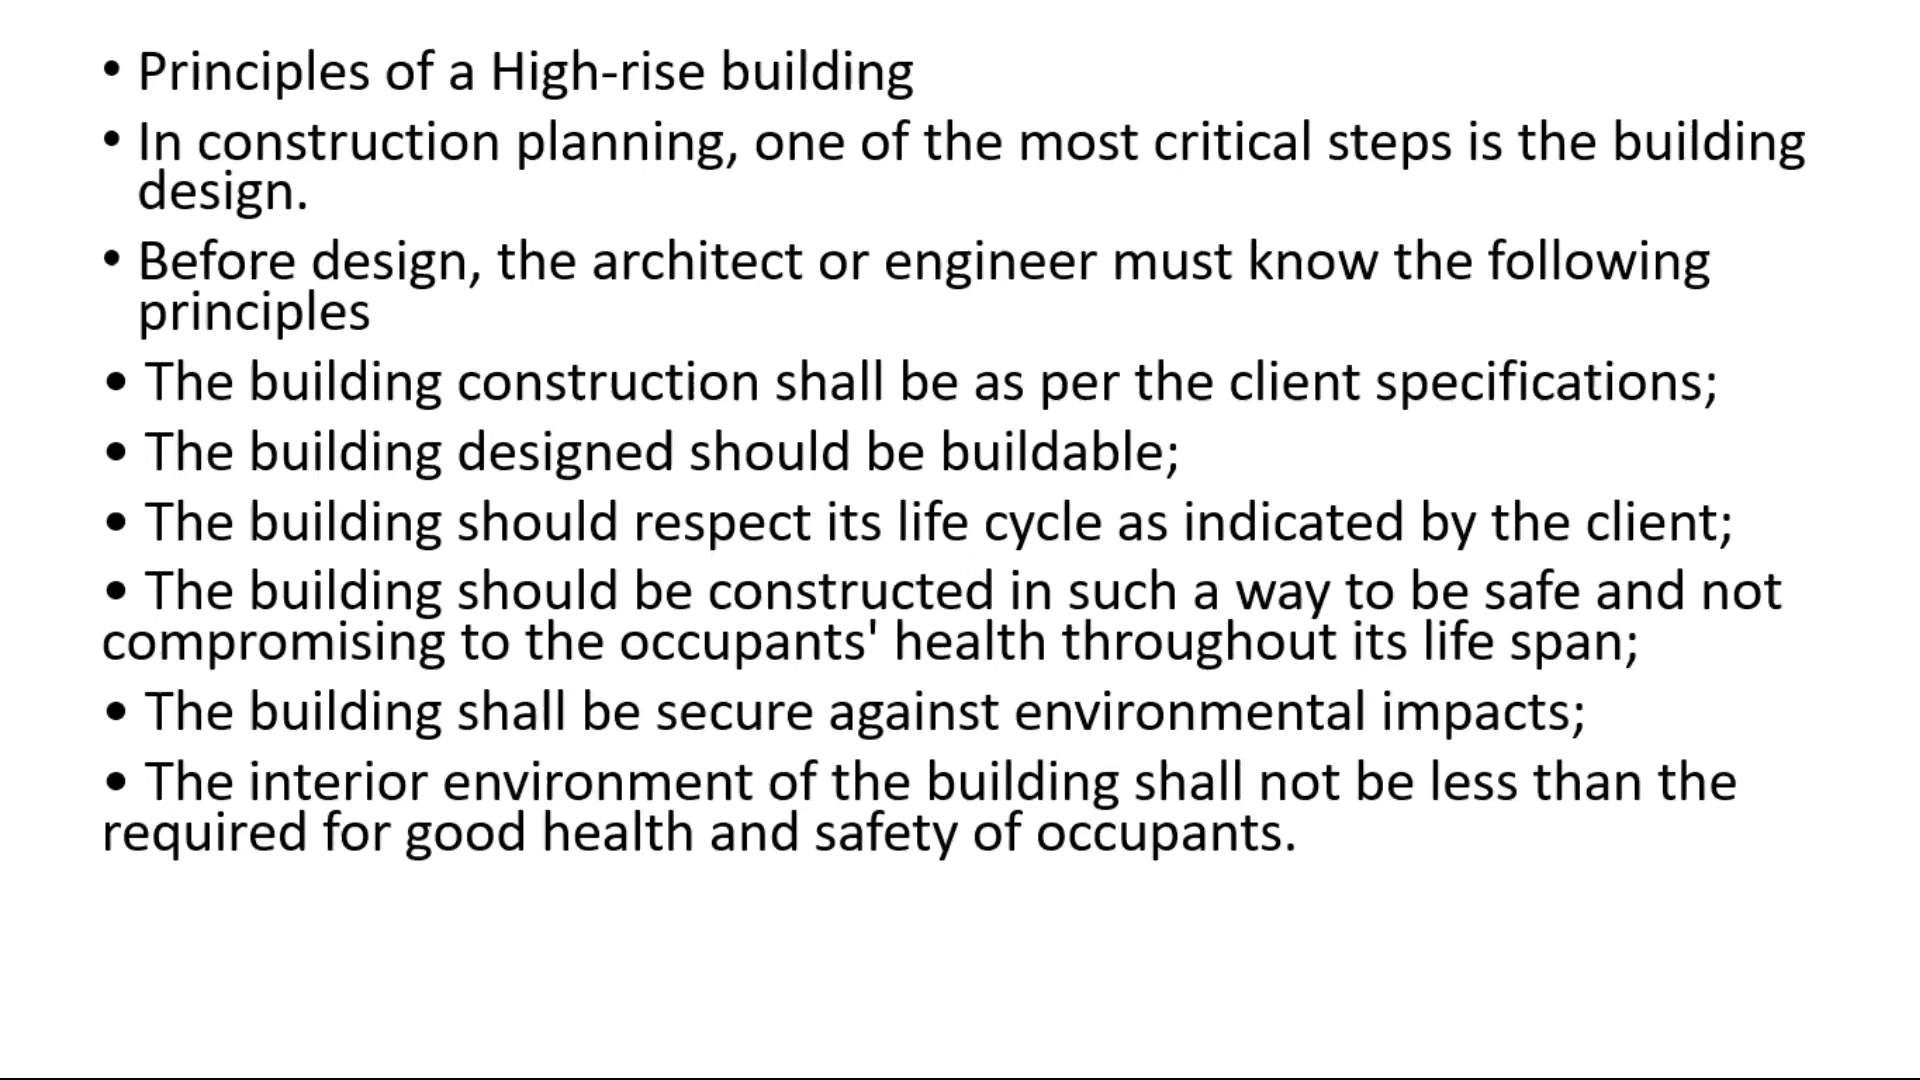 • Principles of a High-rise building
• In construction planning, one of the most critical steps is the building
design.
• Before design, the architect or engineer must know the following
principles
• The building construction shall be as per the client specifications;
• The building designed should be buildable;
• The building should respect its life cycle as indicated by the client;
• The building should be constructed in such a way to be safe and not
compromising to the occupants' health throughout its life span;
• The building shall be secure against environmental impacts;
• The interior environment of the building shall not be less than the
required for good health and safety of occupants.